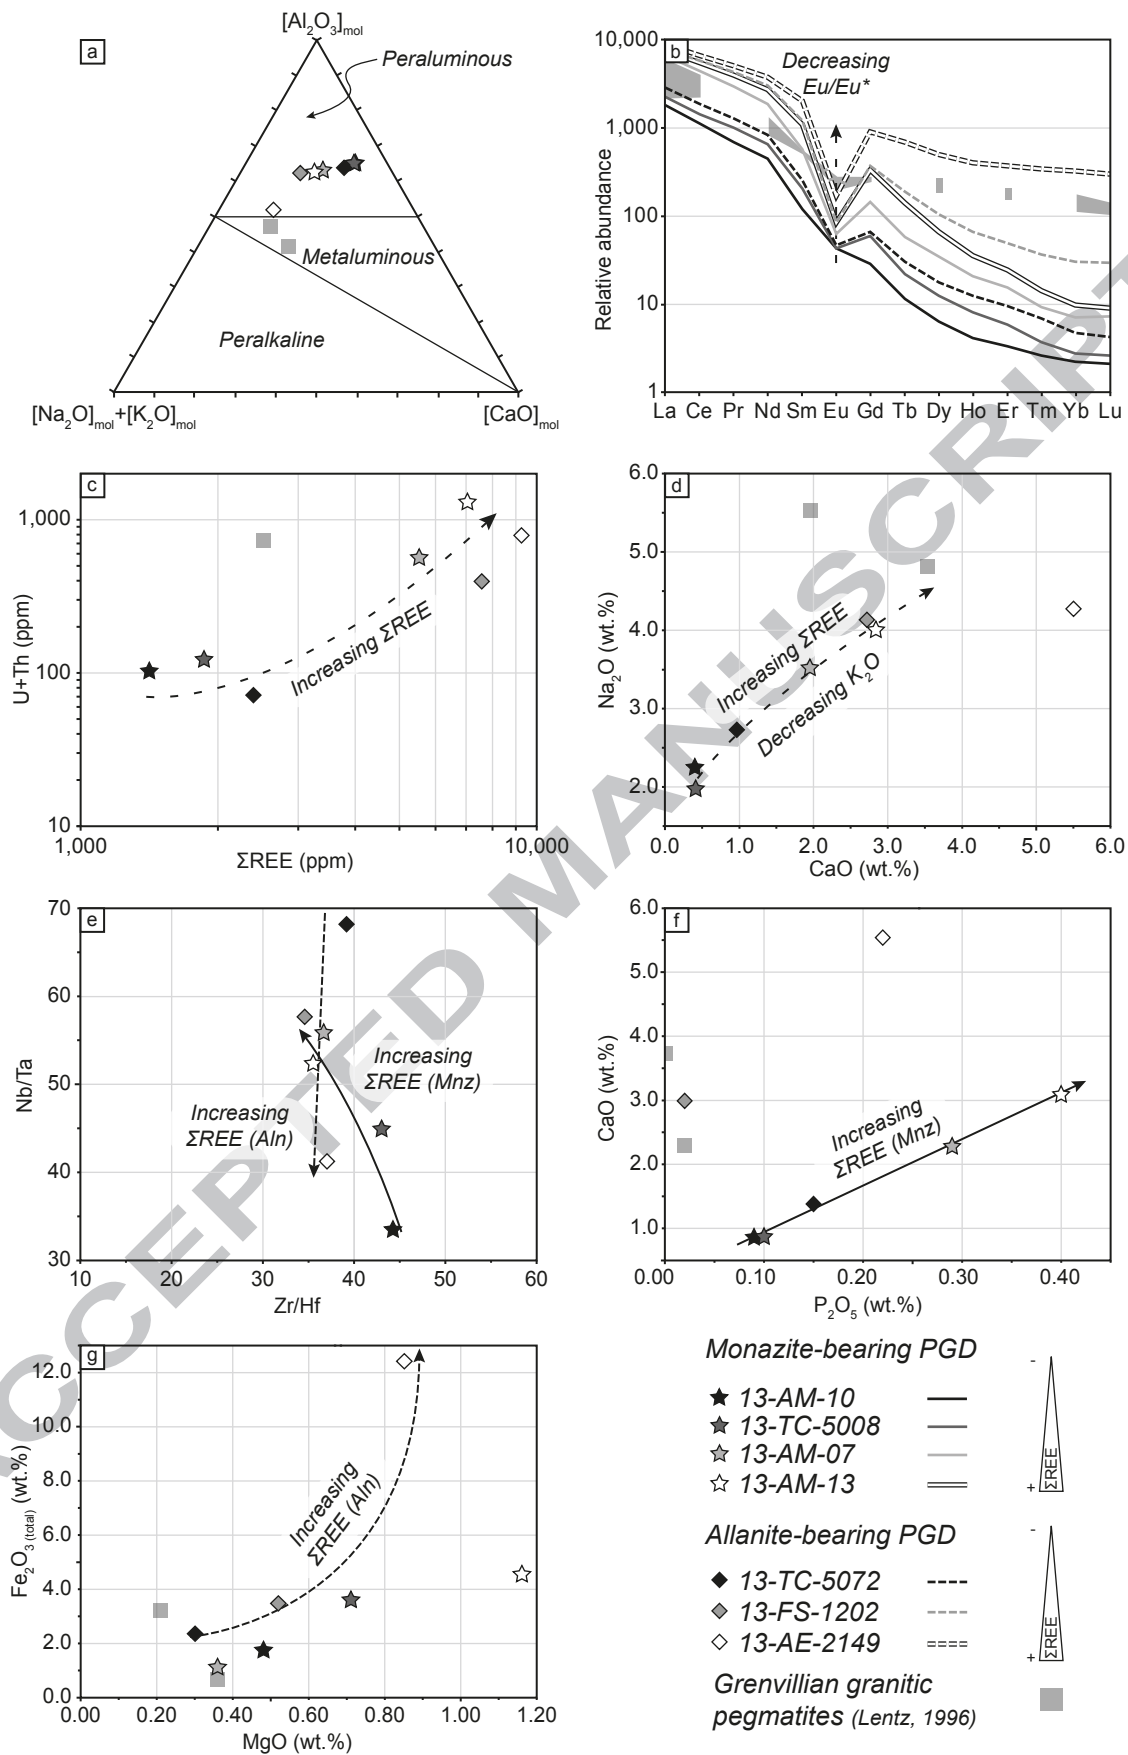 a
[Al₂O₃]mol
Peraluminous
Metaluminous
Peralkaline
[Na₂O]mol+[K₂O]mol
[CaO]mol
b
10,000
1,000
100
10
1
Relative abundance
Decreasing
Eu/Eu*
La Ce Pr Nd Sm Eu Gd Tb Dy Ho Er Tm Yb Lu
c
1,000
100
10
U+Th (ppm)
Increasing ΣREE
1,000
10,000
ΣREE (ppm)
d
6.0
5.0
4.0
3.0
2.0
Na₂O (wt.%)
Increasing ΣREE
Decreasing K₂O
0.0 1.0 2.0 3.0 4.0 5.0 6.0
CaO (wt.%)
e
70
60
50
40
30
Nb/Ta
Increasing
ΣREE (Mnz)
Increasing
ΣREE (Aln)
10 20 30 40 50 60
Zr/Hf
f
6.0
5.0
4.0
3.0
2.0
1.0
CaO (wt.%)
Increasing
ΣREE (Mnz)
0.00 0.10 0.20 0.30 0.40
P₂O₅ (wt.%)
g
12.0
10.0
8.0
6.0
4.0
2.0
0.0
Fe₂O₃ (total) (wt.%)
Increasing
ΣREE (Aln)
0.00 0.20 0.40 0.60 0.80 1.00 1.20
MgO (wt.%)
Monazite-bearing PGD
13-AM-10
13-TC-5008
13-AM-07
13-AM-13
-
ΣREE
+
Allanite-bearing PGD
13-TC-5072
13-FS-1202
13-AE-2149
-
ΣREE
+
Grenvillian granitic
pegmatites (Lentz, 1996)
ACCEPTED MANUSCRIPT